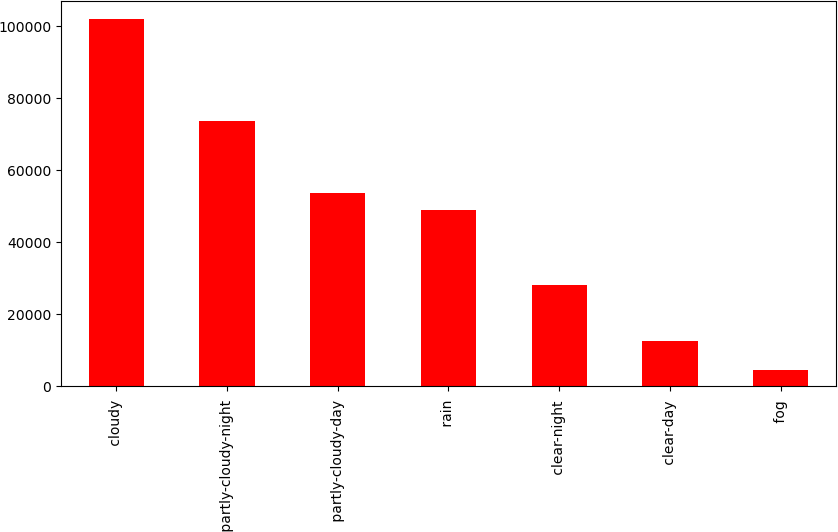 100000
80000
60000
40000
20000
0
cloudy
partly-cloudy-night
partly-cloudy-day
rain
clear-night
clear-day
fog